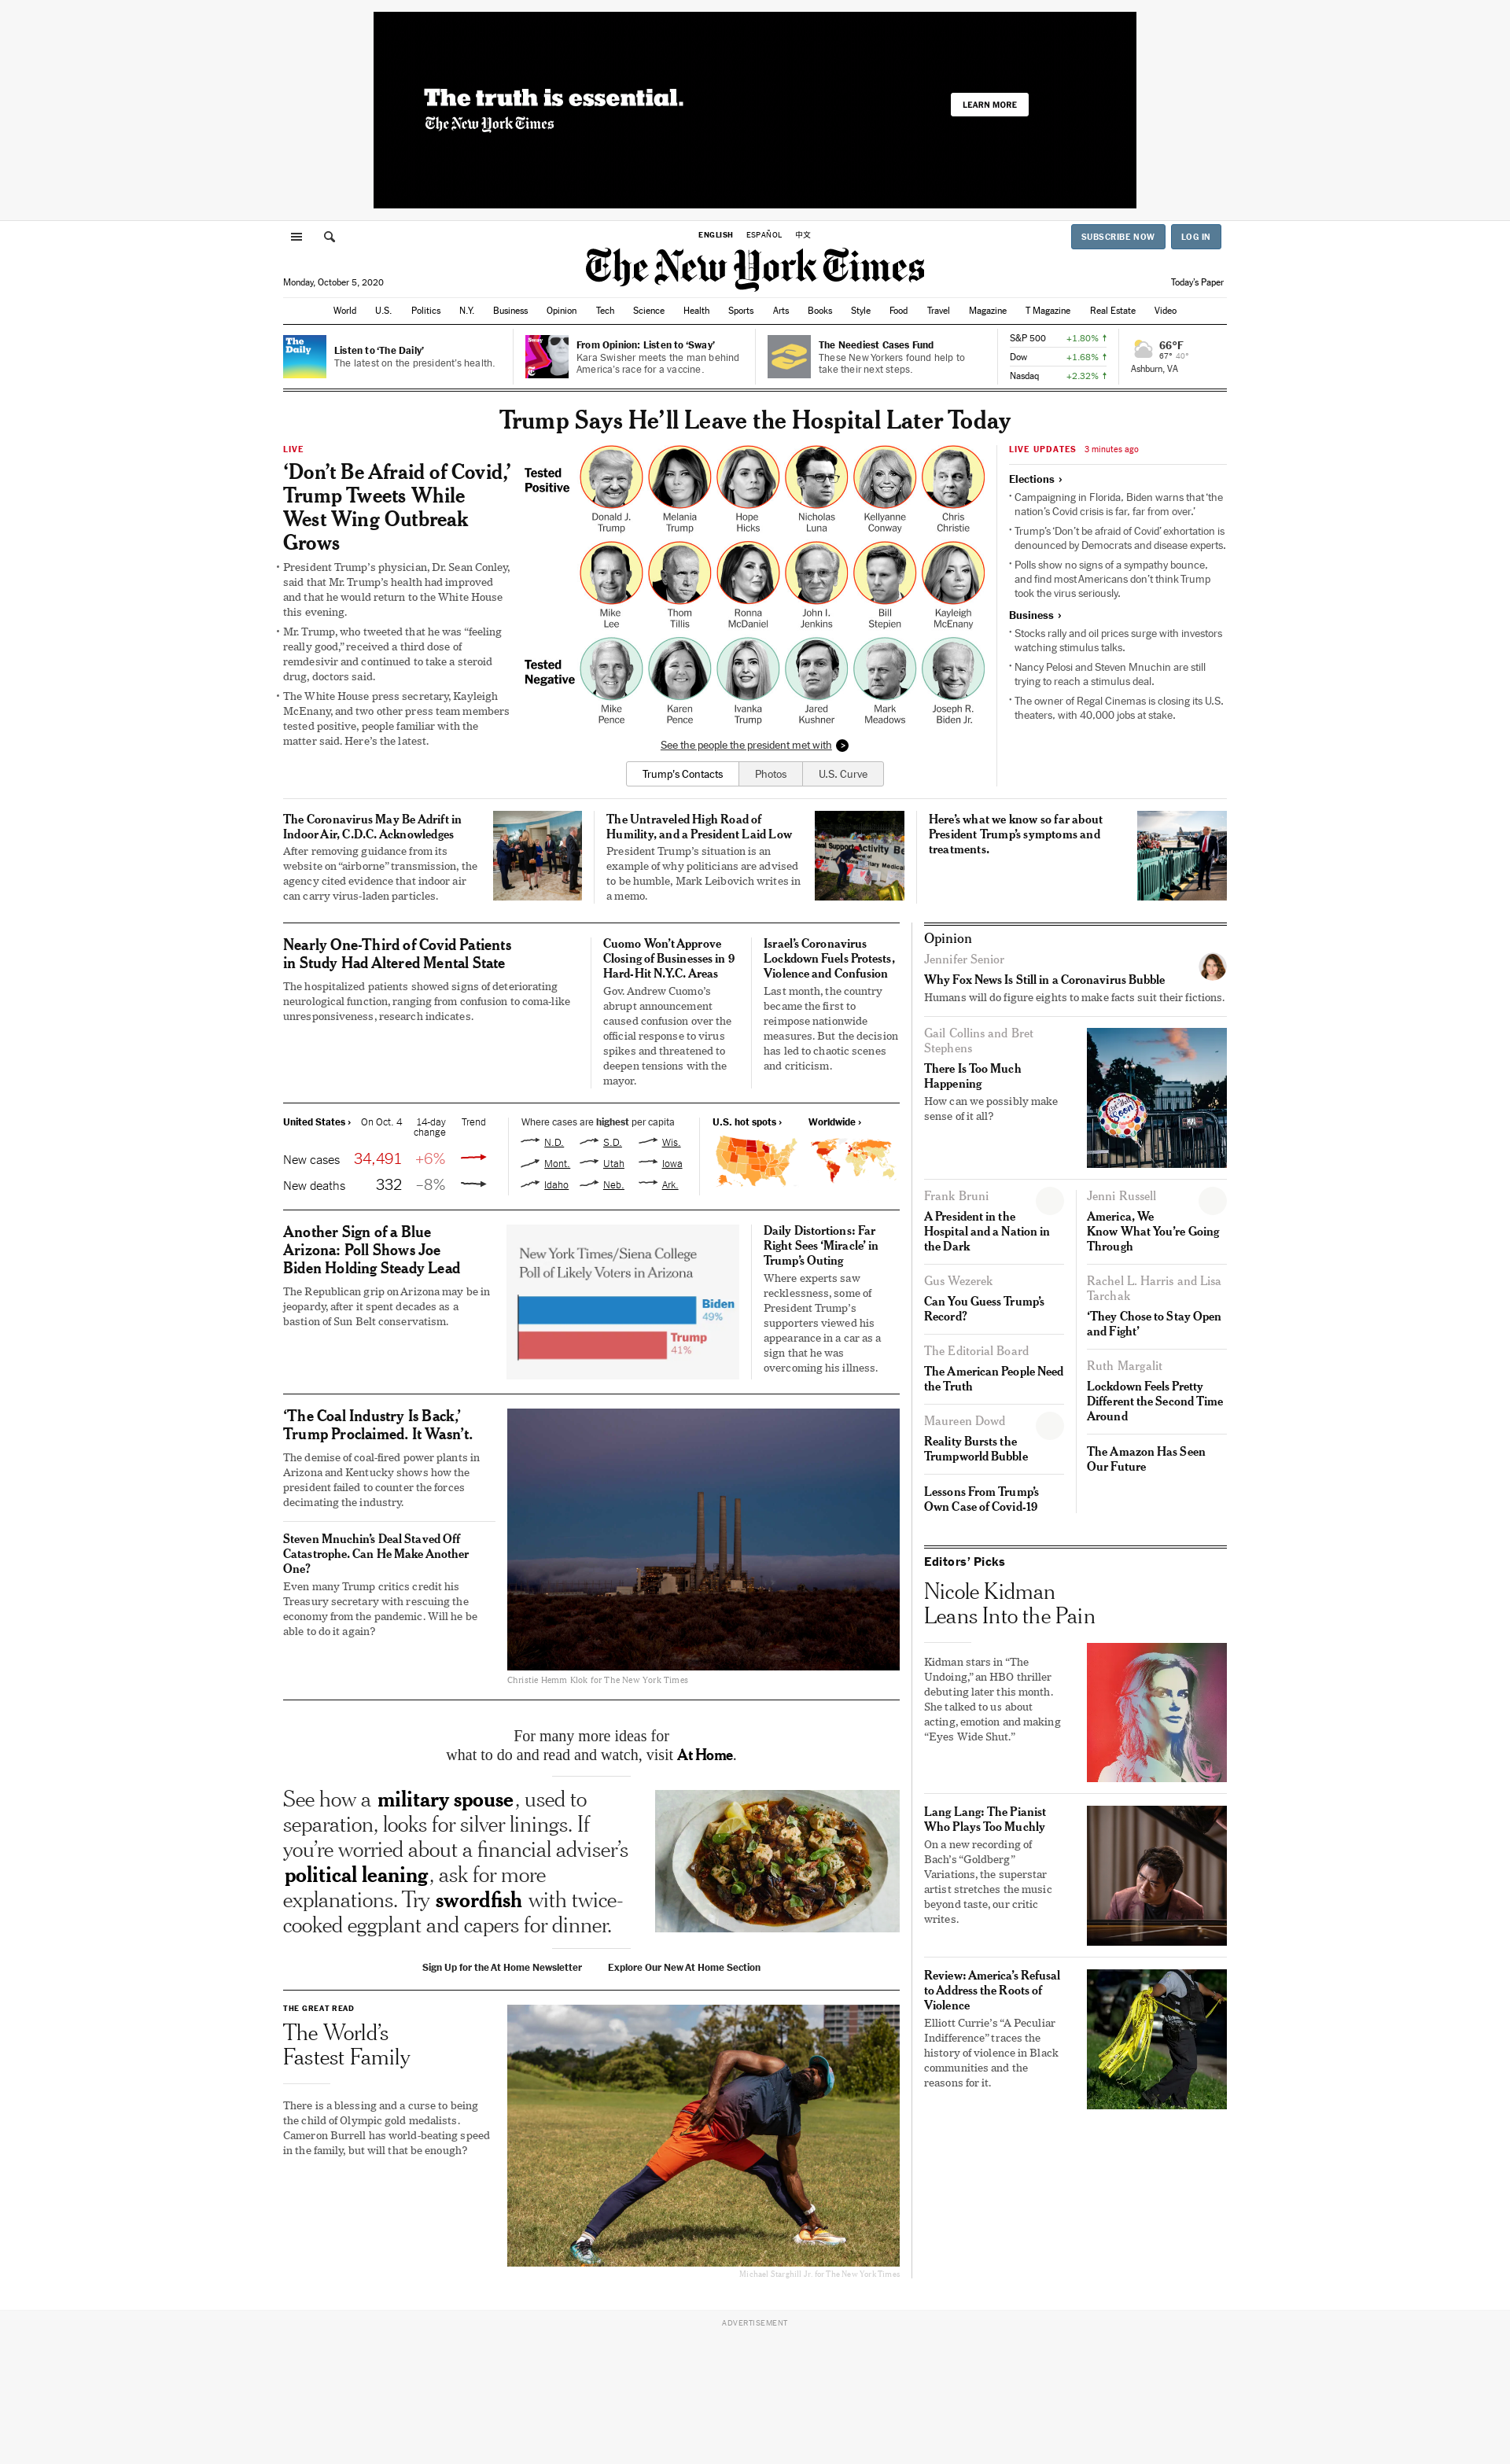 The truth is essential.
The New York Times
LEARN MORE
ENGLISH ESPAÑOL 中文
SUBSCRIBE NOW LOG IN
The New York Times
Monday, October 5, 2020
Today's Paper
World U.S. Politics N.Y. Business Opinion Tech Science Health Sports Arts Books Style Food Travel Magazine T Magazine Real Estate Video
The
Daily
Listen to ‘The Daily’
The latest on the president's health.
Sway
From Opinion: Listen to ‘Sway’
Kara Swisher meets the man behind
America's race for a vaccine.
The Neediest Cases Fund
These New Yorkers found help to
take their next steps.
S&P 500 +1.80% ↑
Dow +1.68% ↑
Nasdaq +2.32% ↑
66°F
67° 40°
Ashburn, VA
Trump Says He’ll Leave the Hospital Later Today
LIVE
‘Don’t Be Afraid of Covid,’
Trump Tweets While
West Wing Outbreak
Grows
• President Trump’s physician, Dr. Sean Conley,
said that Mr. Trump’s health had improved
and that he would return to the White House
this evening.
• Mr. Trump, who tweeted that he was “feeling
really good,” received a third dose of
remdesivir and continued to take a steroid
drug, doctors said.
• The White House press secretary, Kayleigh
McEnany, and two other press team members
tested positive, people familiar with the
matter said. Here’s the latest.
Tested
Positive
Donald J.
Trump
Melania
Trump
Hope
Hicks
Nicholas
Luna
Kellyanne
Conway
Chris
Christie
Mike
Lee
Thom
Tillis
Ronna
McDaniel
John I.
Jenkins
Bill
Stepien
Kayleigh
McEnany
Tested
Negative
Mike
Pence
Karen
Pence
Ivanka
Trump
Jared
Kushner
Mark
Meadows
Joseph R.
Biden Jr.
See the people the president met with >
Trump's Contacts Photos U.S. Curve
LIVE UPDATES 3 minutes ago
Elections ›
• Campaigning in Florida, Biden warns that ‘the
nation’s Covid crisis is far, far from over.’
• Trump’s ‘Don’t be afraid of Covid’ exhortation is
denounced by Democrats and disease experts.
• Polls show no signs of a sympathy bounce,
and find most Americans don’t think Trump
took the virus seriously.
Business ›
• Stocks rally and oil prices surge with investors
watching stimulus talks.
• Nancy Pelosi and Steven Mnuchin are still
trying to reach a stimulus deal.
• The owner of Regal Cinemas is closing its U.S.
theaters, with 40,000 jobs at stake.
The Coronavirus May Be Adrift in
Indoor Air, C.D.C. Acknowledges
After removing guidance from its
website on “airborne” transmission, the
agency cited evidence that indoor air
can carry virus-laden particles.
The Untraveled High Road of
Humility, and a President Laid Low
President Trump’s situation is an
example of why politicians are advised
to be humble, Mark Leibovich writes in
a memo.
Here’s what we know so far about
President Trump’s symptoms and
treatments.
Nearly One-Third of Covid Patients
in Study Had Altered Mental State
The hospitalized patients showed signs of deteriorating
neurological function, ranging from confusion to coma-like
unresponsiveness, research indicates.
Cuomo Won’t Approve
Closing of Businesses in 9
Hard-Hit N.Y.C. Areas
Gov. Andrew Cuomo’s
abrupt announcement
caused confusion over the
official response to virus
spikes and threatened to
deepen tensions with the
mayor.
Israel’s Coronavirus
Lockdown Fuels Protests,
Violence and Confusion
Last month, the country
became the first to
reimpose nationwide
measures. But the decision
has led to chaotic scenes
and criticism.
United States › On Oct. 4 14-day
change Trend
New cases 34,491 +6%
New deaths 332 –8%
Where cases are highest per capita
N.D. S.D. Wis.
Mont. Utah Iowa
Idaho Neb. Ark.
U.S. hot spots › Worldwide ›
Another Sign of a Blue
Arizona: Poll Shows Joe
Biden Holding Steady Lead
The Republican grip on Arizona may be in
jeopardy, after it spent decades as a
bastion of Sun Belt conservatism.
New York Times/Siena College
Poll of Likely Voters in Arizona
Biden
49%
Trump
41%
Daily Distortions: Far
Right Sees ‘Miracle’ in
Trump’s Outing
Where experts saw
recklessness, some of
President Trump’s
supporters viewed his
appearance in a car as a
sign that he was
overcoming his illness.
‘The Coal Industry Is Back,’
Trump Proclaimed. It Wasn’t.
The demise of coal-fired power plants in
Arizona and Kentucky shows how the
president failed to counter the forces
decimating the industry.
Steven Mnuchin’s Deal Staved Off
Catastrophe. Can He Make Another
One?
Even many Trump critics credit his
Treasury secretary with rescuing the
economy from the pandemic. Will he be
able to do it again?
Christie Hemm Klok for The New York Times
For many more ideas for
what to do and read and watch, visit At Home.
See how a military spouse, used to
separation, looks for silver linings. If
you’re worried about a financial adviser’s
political leaning, ask for more
explanations. Try swordfish with twice-
cooked eggplant and capers for dinner.
Sign Up for the At Home Newsletter Explore Our New At Home Section
THE GREAT READ
The World’s
Fastest Family
There is a blessing and a curse to being
the child of Olympic gold medalists.
Cameron Burrell has world-beating speed
in the family, but will that be enough?
Michael Starghill Jr. for The New York Times
Opinion
Jennifer Senior
Why Fox News Is Still in a Coronavirus Bubble
Humans will do figure eights to make facts suit their fictions.
Gail Collins and Bret
Stephens
There Is Too Much
Happening
How can we possibly make
sense of it all?
Frank Bruni
A President in the
Hospital and a Nation in
the Dark
Gus Wezerek
Can You Guess Trump’s
Record?
The Editorial Board
The American People Need
the Truth
Maureen Dowd
Reality Bursts the
Trumpworld Bubble
Lessons From Trump’s
Own Case of Covid-19
Jenni Russell
America, We
Know What You’re Going
Through
Rachel L. Harris and Lisa
Tarchak
‘They Chose to Stay Open
and Fight’
Ruth Margalit
Lockdown Feels Pretty
Different the Second Time
Around
The Amazon Has Seen
Our Future
Editors’ Picks
Nicole Kidman
Leans Into the Pain
Kidman stars in “The
Undoing,” an HBO thriller
debuting later this month.
She talked to us about
acting, emotion and making
“Eyes Wide Shut.”
Lang Lang: The Pianist
Who Plays Too Muchly
On a new recording of
Bach’s “Goldberg”
Variations, the superstar
artist stretches the music
beyond taste, our critic
writes.
Review: America’s Refusal
to Address the Roots of
Violence
Elliott Currie’s “A Peculiar
Indifference” traces the
history of violence in Black
communities and the
reasons for it.
ADVERTISEMENT